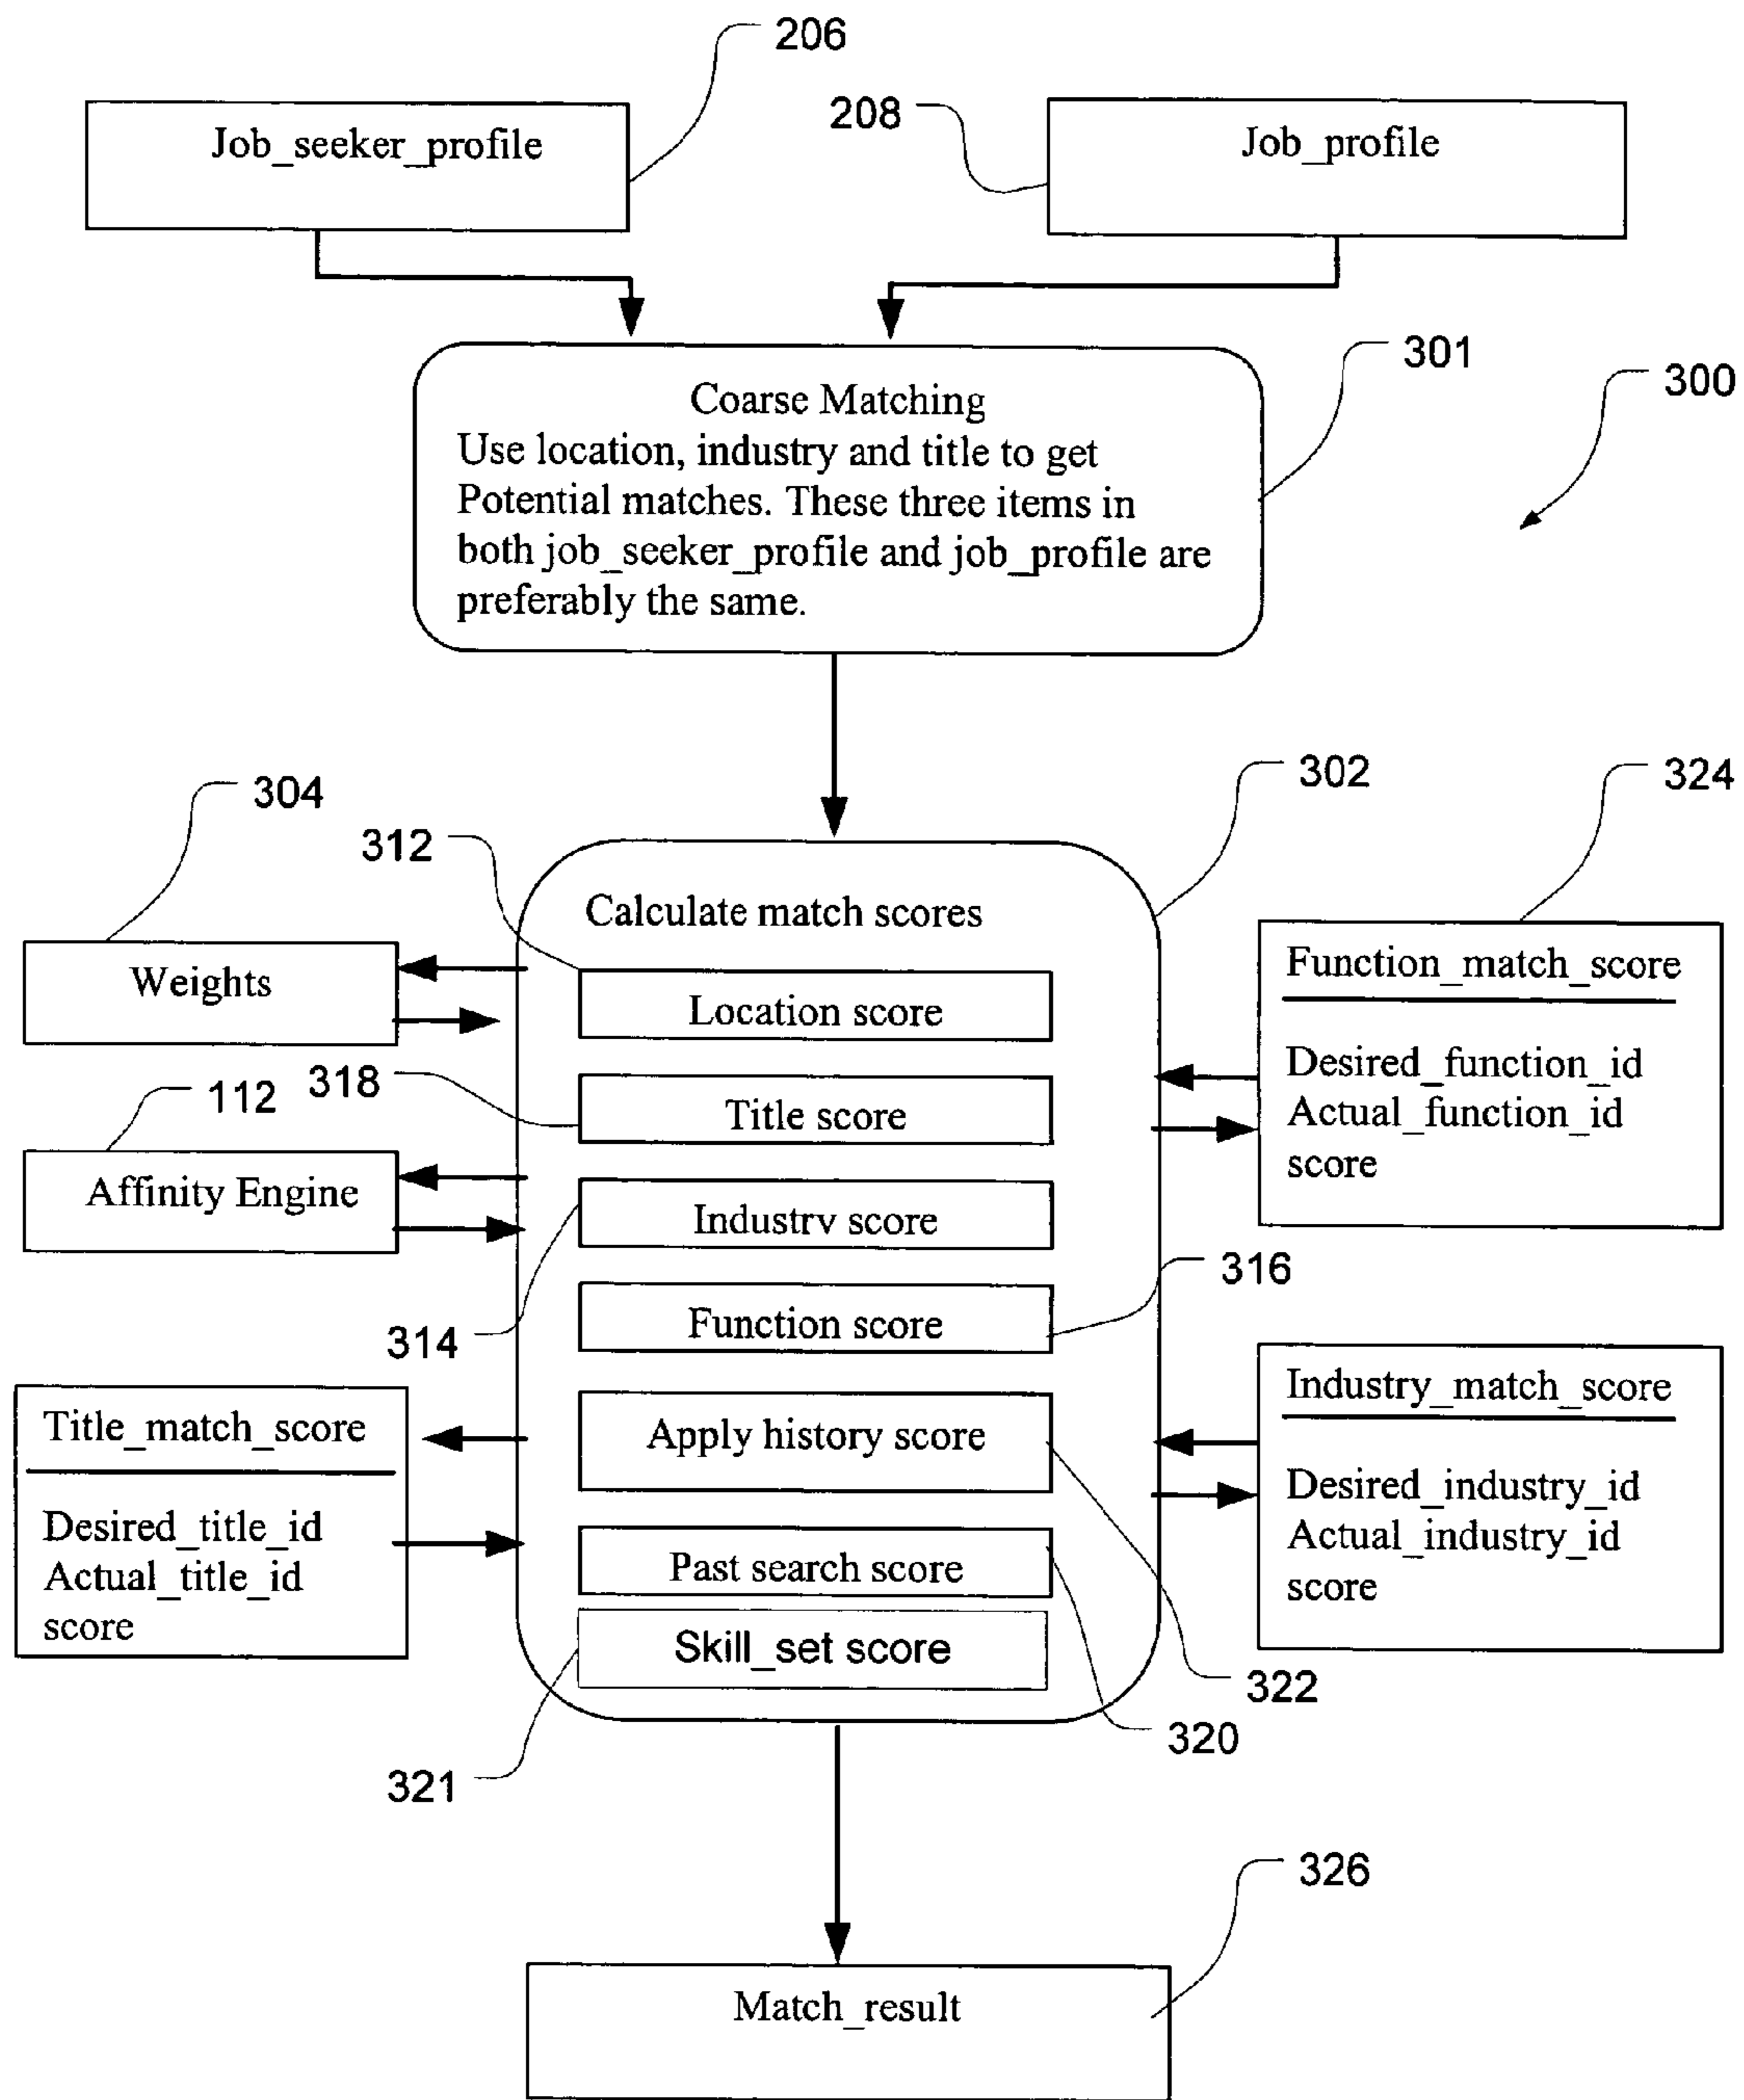 206
208
Job_seeker_profile
Job_profile
301
300
Coarse Matching
Use location, industry and title to get
Potential matches. These three items in
both job_seeker_profile and job_profile are
preferably the same.
304
302
324
312
Calculate match scores
Weights
Location score
Function_match_score
Desired_function_id
Actual_function_id
score
318
112
Title score
Affinity Engine
Industry score
316
314
Function score
Title_match_score
Desired_title_id
Actual_title_id
score
Apply history score
Industry_match_score
Desired_industry_id
Actual_industry_id
score
Past search score
Skill_set score
322
320
321
326
Match_result